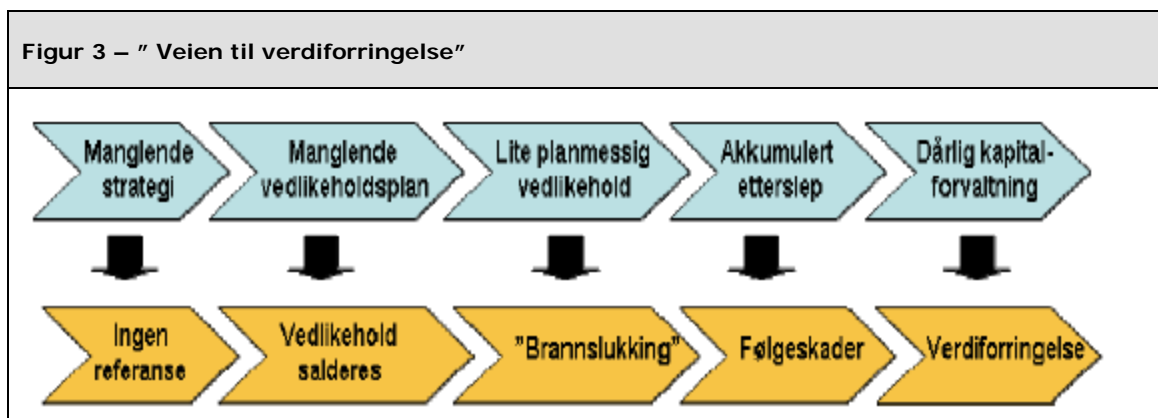 Figur 3 – " Veien til verdiforringelse"
Manglende
strategi
Manglende
vedlikeholdsplan
Lite planmessig
vedlikehold
Akkumulert
etterslep
Dårlig kapital-
forvaltning
Ingen
referanse
Vedlikehold
salderes
"Brannslukking"
Følgeskader
Verdiforringelse